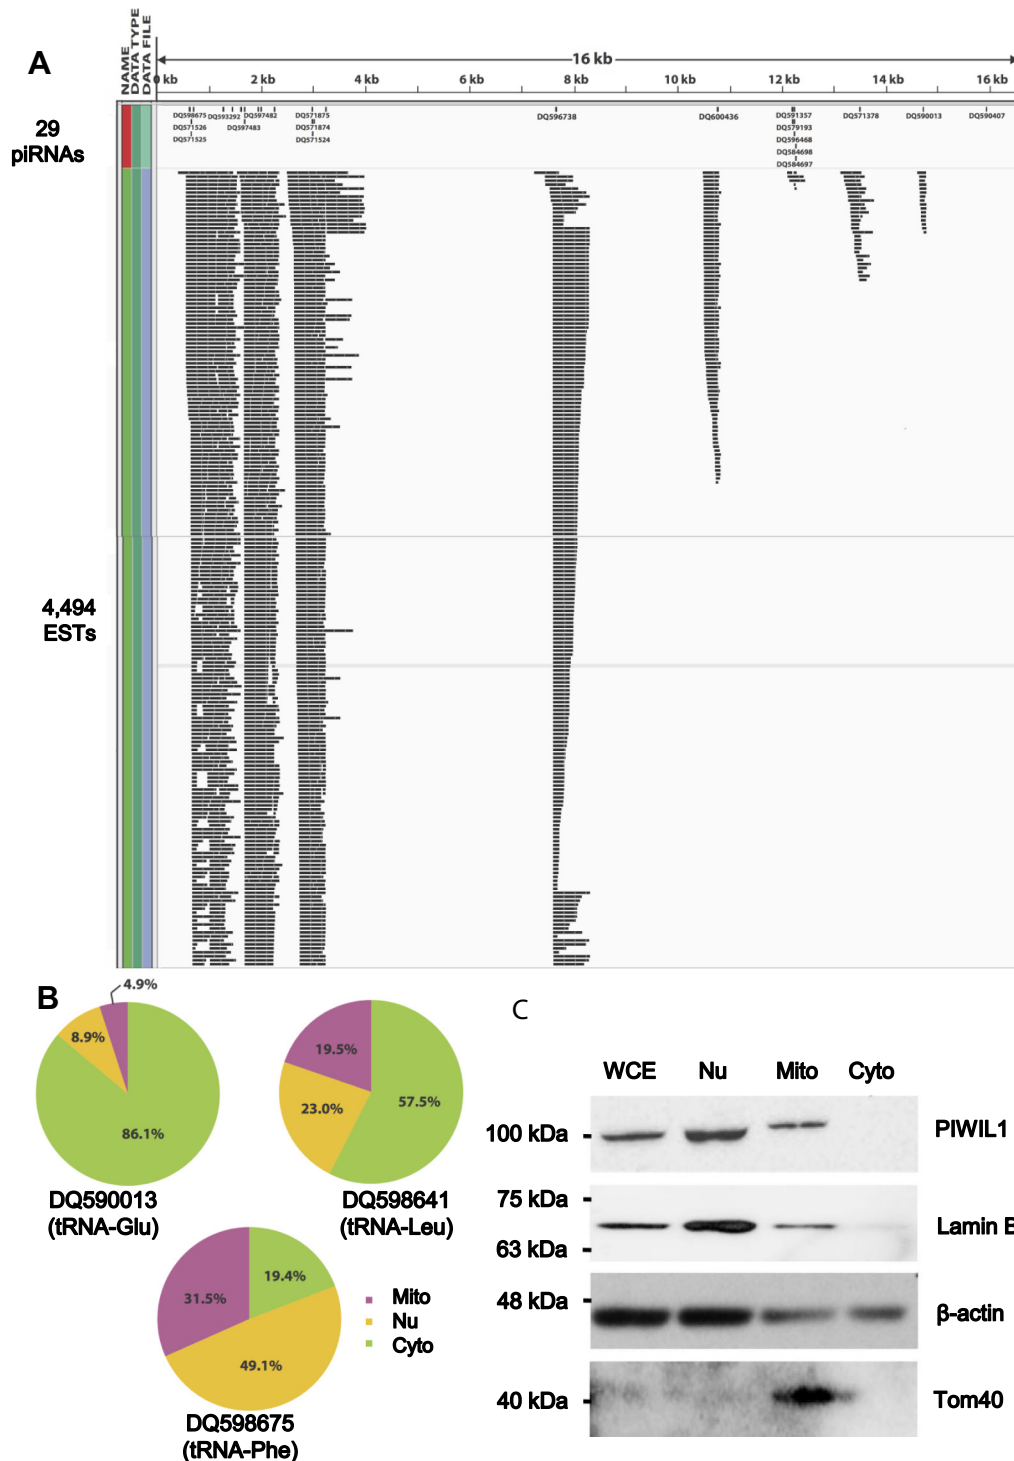 A
NAME
DATA TYPE
DATA FILE
16 kb
0 kb 2 kb 4 kb 6 kb 8 kb 10 kb 12 kb 14 kb 16 kb
29
piRNAs
DQ598675 DQ593292 DQ597482 DQ571875 DQ596738 DQ600436 DQ591357 DQ571378 DQ590013 DQ590407
DQ571526 DQ597483 DQ571874 DQ579193
DQ571525 DQ571524 DQ596468
DQ584698
DQ584697
4,494
ESTs
B
4.9%
8.9%
86.1%
DQ590013
(tRNA-Glu)
19.5%
23.0%
57.5%
DQ598641
(tRNA-Leu)
31.5%
19.4%
49.1%
DQ598675
(tRNA-Phe)
Mito
Nu
Cyto
C
WCE Nu Mito Cyto
100 kDa PIWIL1
75 kDa
Lamin B
63 kDa
48 kDa
β-actin
40 kDa Tom40